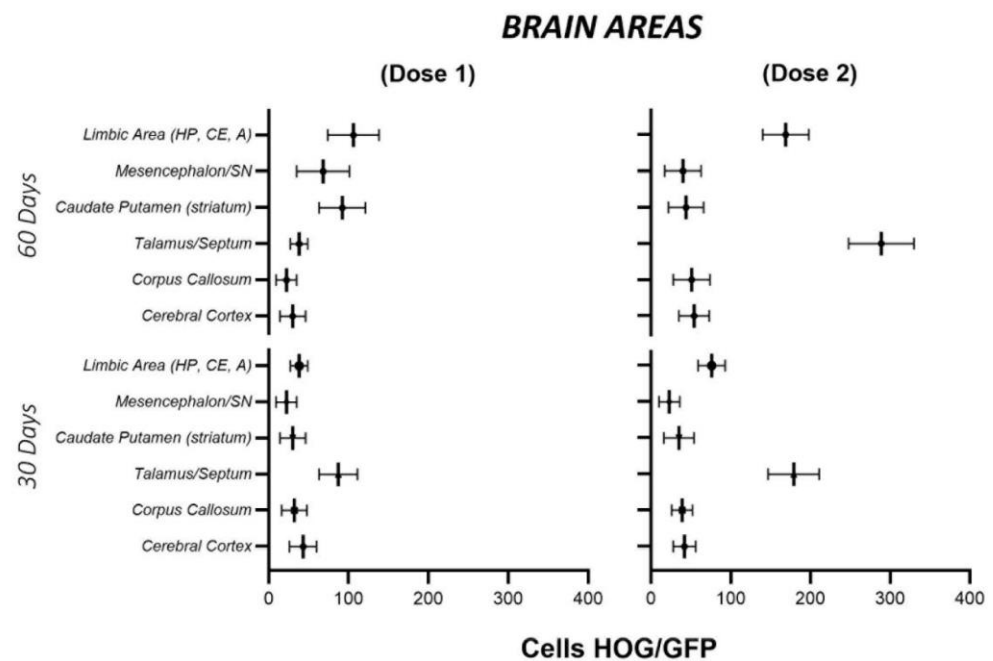 BRAIN AREAS
(Dose 1)
(Dose 2)
60 Days
Limbic Area (HP, CE, A)
Mesencephalon/SN
Caudate Putamen (striatum)
Talamus/Septum
Corpus Callosum
Cerebral Cortex
30 Days
Limbic Area (HP, CE, A)
Mesencephalon/SN
Caudate Putamen (striatum)
Talamus/Septum
Corpus Callosum
Cerebral Cortex
0 100 200 300 400
0 100 200 300 400
Cells HOG/GFP